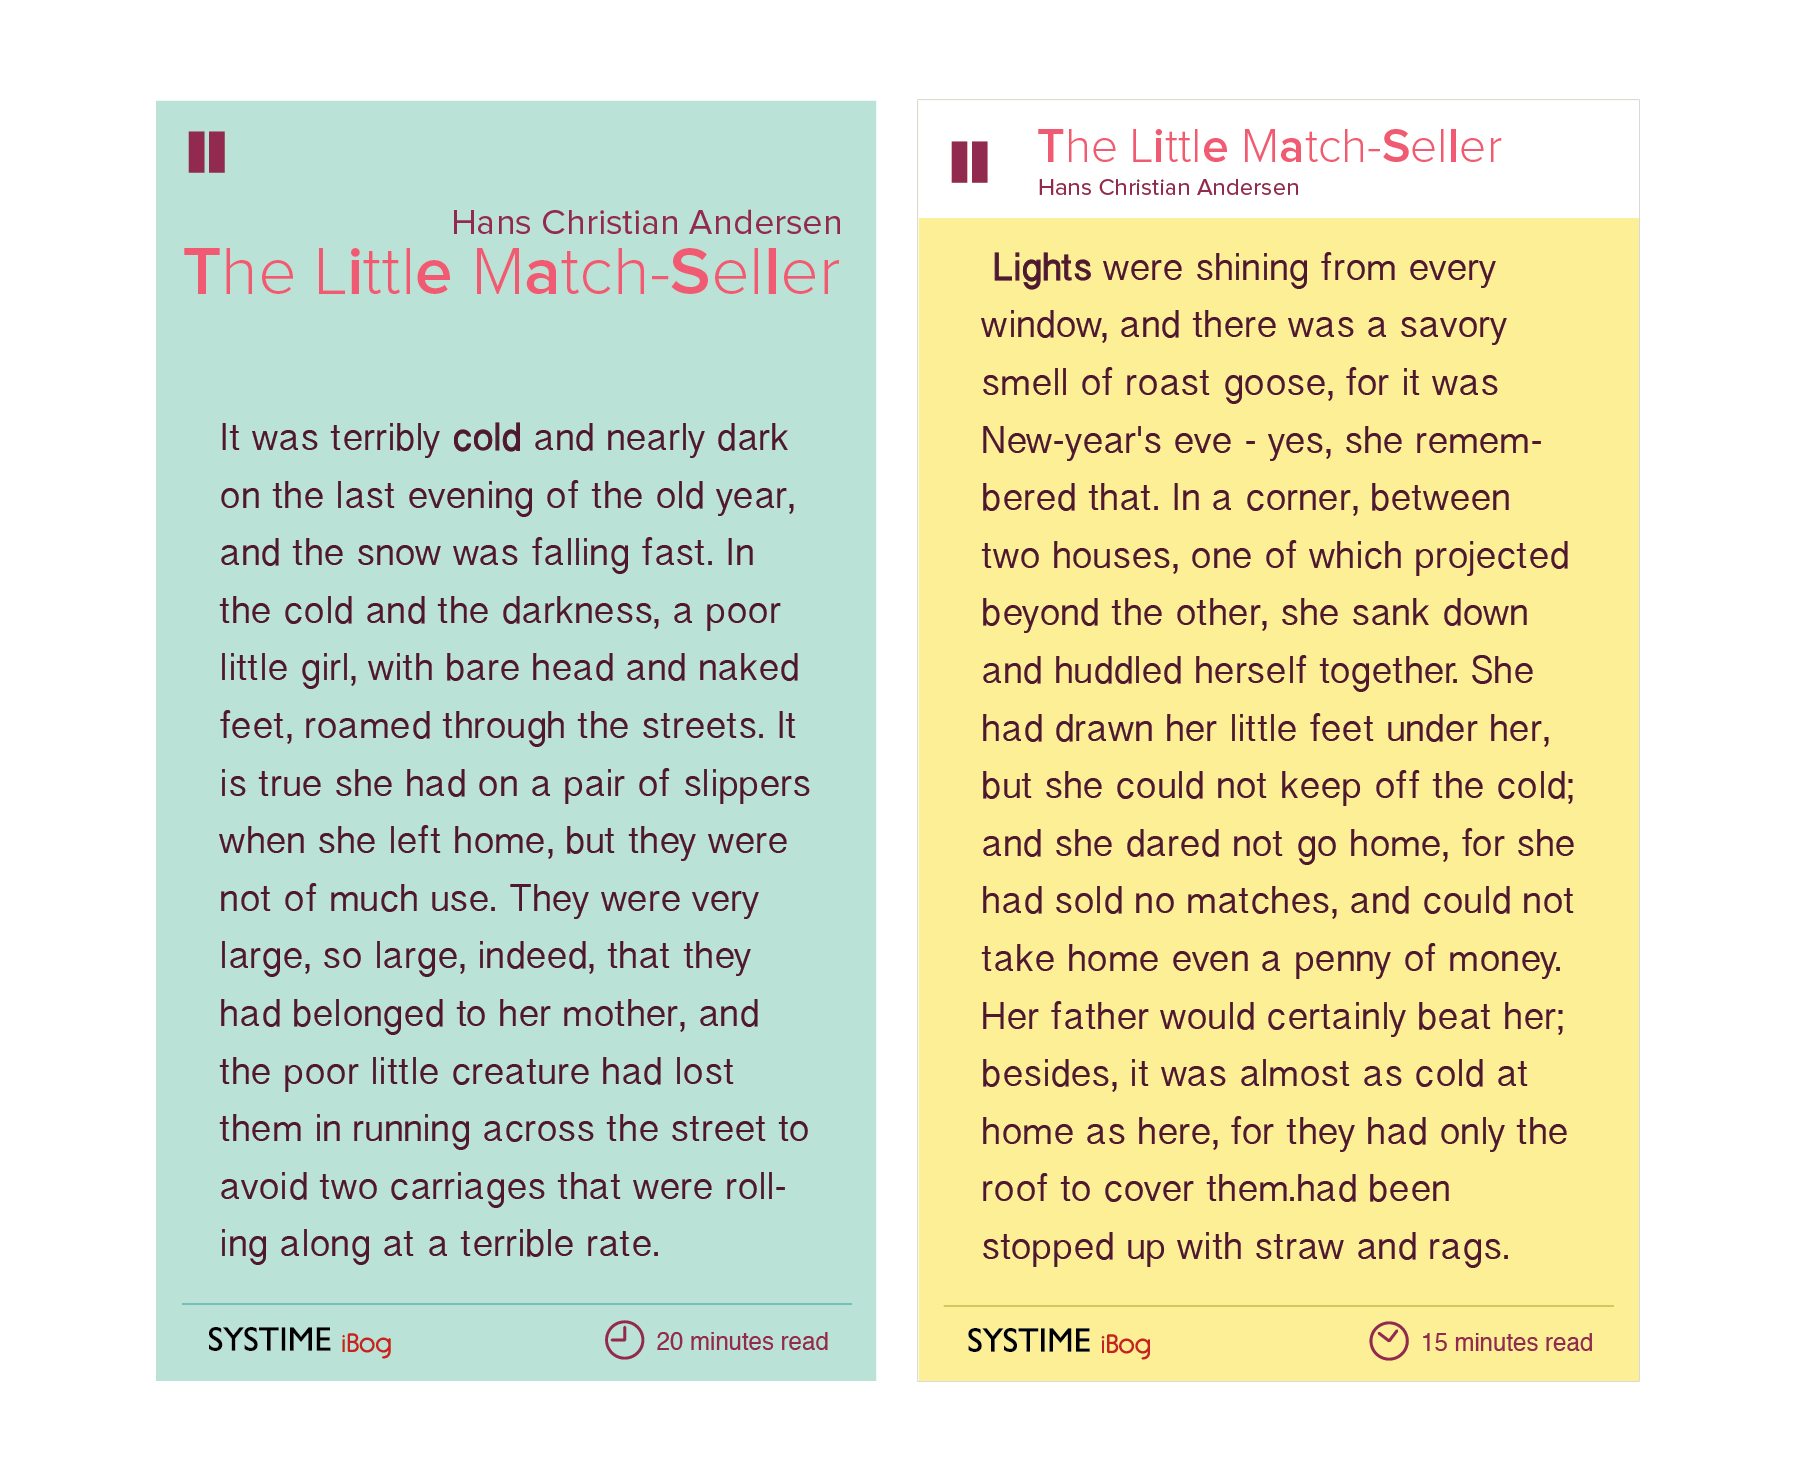 Hans Christian Andersen
The Little Match-Seller
It was terribly cold and nearly dark
on the last evening of the old year,
and the snow was falling fast. In
the cold and the darkness, a poor
little girl, with bare head and naked
feet, roamed through the streets. It
is true she had on a pair of slippers
when she left home, but they were
not of much use. They were very
large, so large, indeed, that they
had belonged to her mother, and
the poor little creature had lost
them in running across the street to
avoid two carriages that were roll-
ing along at a terrible rate.
SYSTIME iBog
20 minutes read
The Little Match-Seller
Hans Christian Andersen
Lights were shining from every
window, and there was a savory
smell of roast goose, for it was
New-year's eve - yes, she remem-
bered that. In a corner, between
two houses, one of which projected
beyond the other, she sank down
and huddled herself together. She
had drawn her little feet under her,
but she could not keep off the cold;
and she dared not go home, for she
had sold no matches, and could not
take home even a penny of money.
Her father would certainly beat her;
besides, it was almost as cold at
home as here, for they had only the
roof to cover them.had been
stopped up with straw and rags.
SYSTIME iBog
15 minutes read